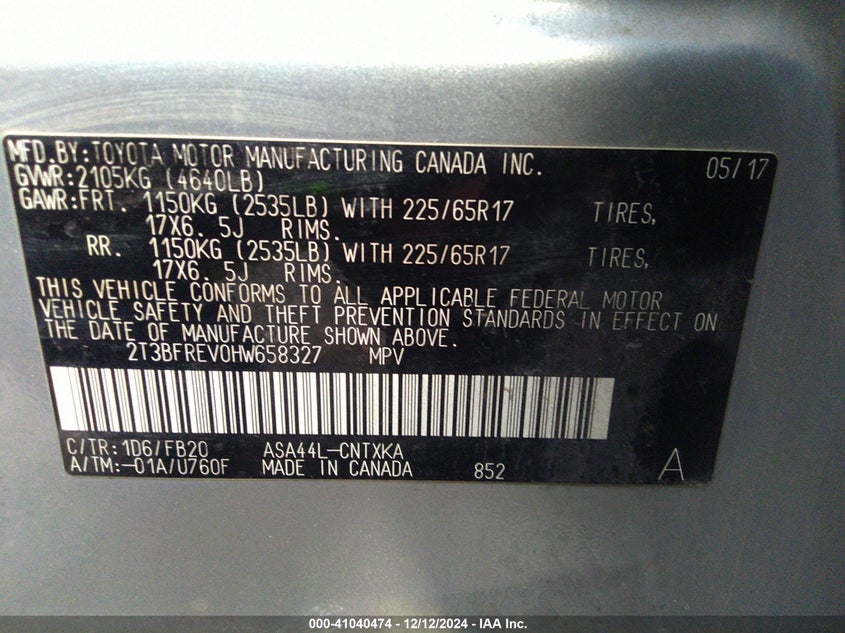 MFD.BY:TOYOTA MOTOR MANUFACTURING CANADA INC. 05/17
GVWR:2105KG (4640LB)
GAWR:FRT. 1150KG (2535LB) WITH 225/65R17 TIRES,
17X6.5J RIMS.
RR. 1150KG (2535LB) WITH 225/65R17 TIRES,
17X6.5J RIMS.
THIS VEHICLE CONFORMS TO ALL APPLICABLE FEDERAL MOTOR
VEHICLE SAFETY AND THEFT PREVENTION STANDARDS IN EFFECT ON
THE DATE OF MANUFACTURE SHOWN ABOVE.
2T3BFREV0HW658327 MPV
C/TR:1D6/FB20 ASA44L-CNTXKA
A/TM:-01A/U760F MADE IN CANADA 852 A
000-41040474 - 12/12/2024 - IAA Inc.